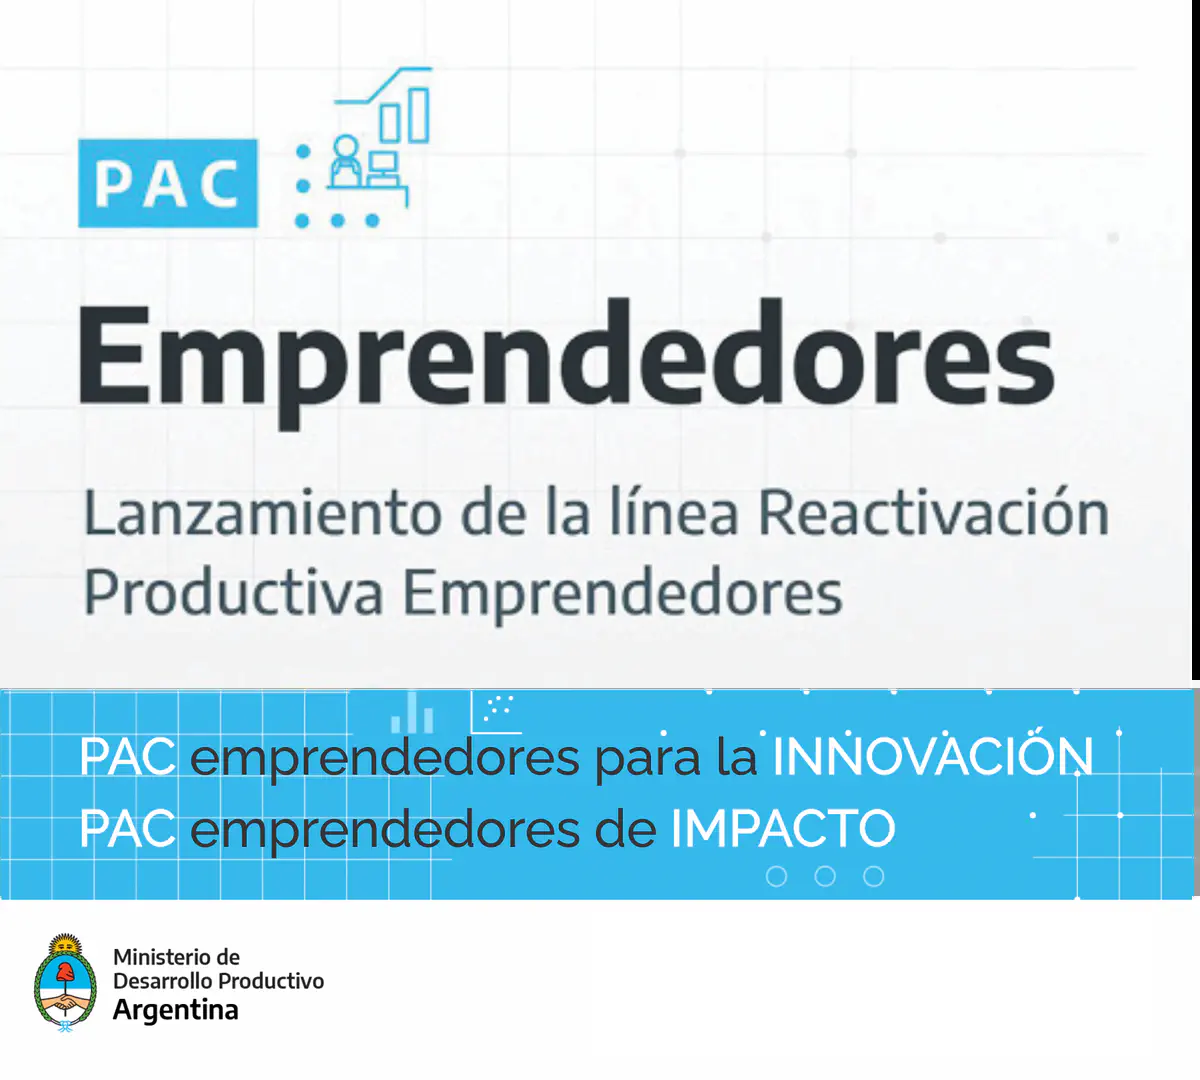 PAC
Emprendedores
Lanzamiento de la línea Reactivación
Productiva Emprendedores
PAC emprendedores para la INNOVACIÓN
PAC emprendedores de IMPACTO
Ministerio de
Desarrollo Productivo
Argentina